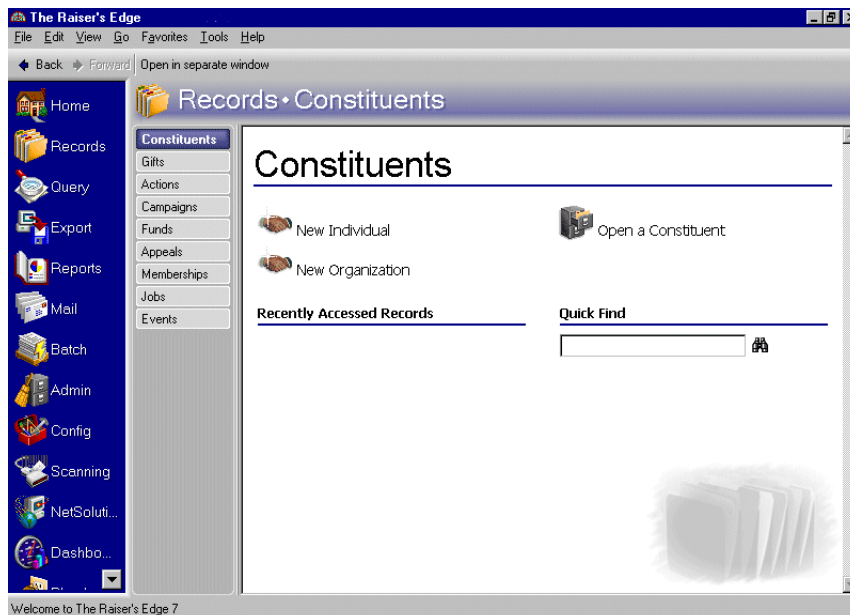 The Raiser's Edge
File Edit View Go Favorites Tools Help
Back Forward Open in separate window
Records • Constituents
Home
Records
Query
Export
Reports
Mail
Batch
Admin
Config
Scanning
NetSoluti...
Dashbo...
Constituents
Gifts
Actions
Campaigns
Funds
Appeals
Memberships
Jobs
Events
Constituents
New Individual
Open a Constituent
New Organization
Recently Accessed Records
Quick Find
Welcome to The Raiser's Edge 7